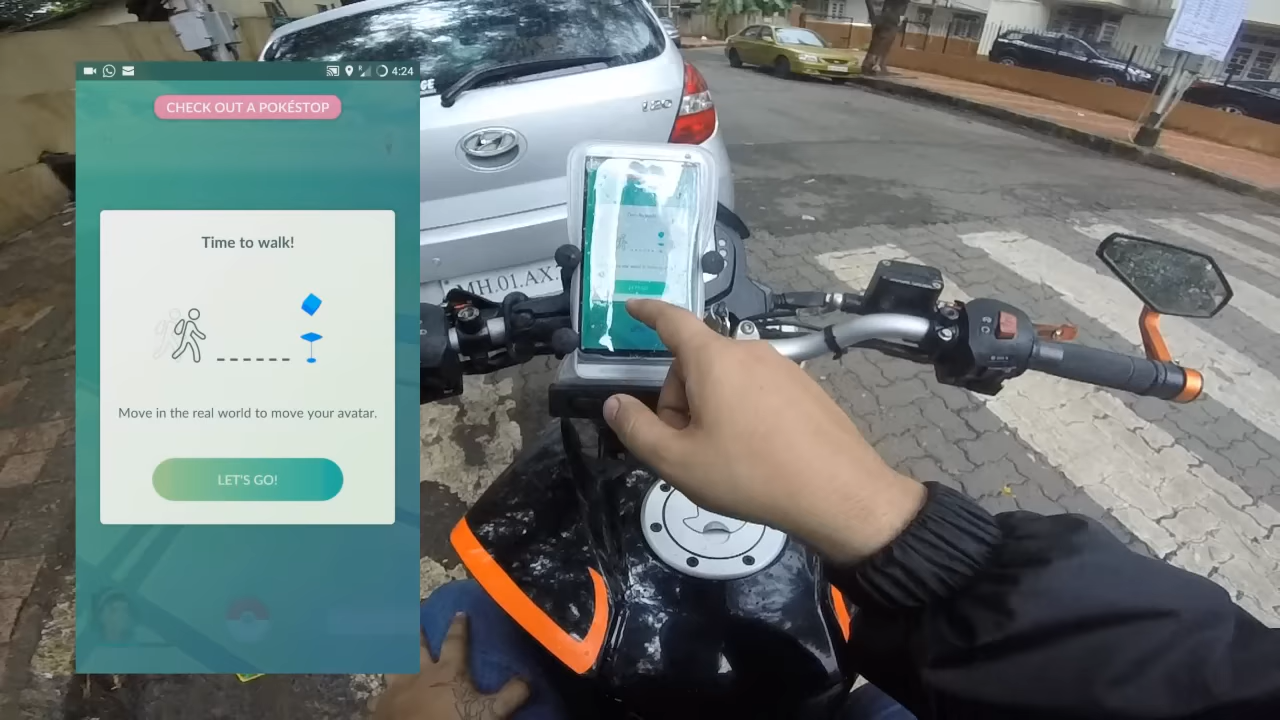 4:24
CHECK OUT A POKÉSTOP
Time to walk!
Move in the real world to move your avatar.
LET'S GO!
GE
i20
MH.01.AX.